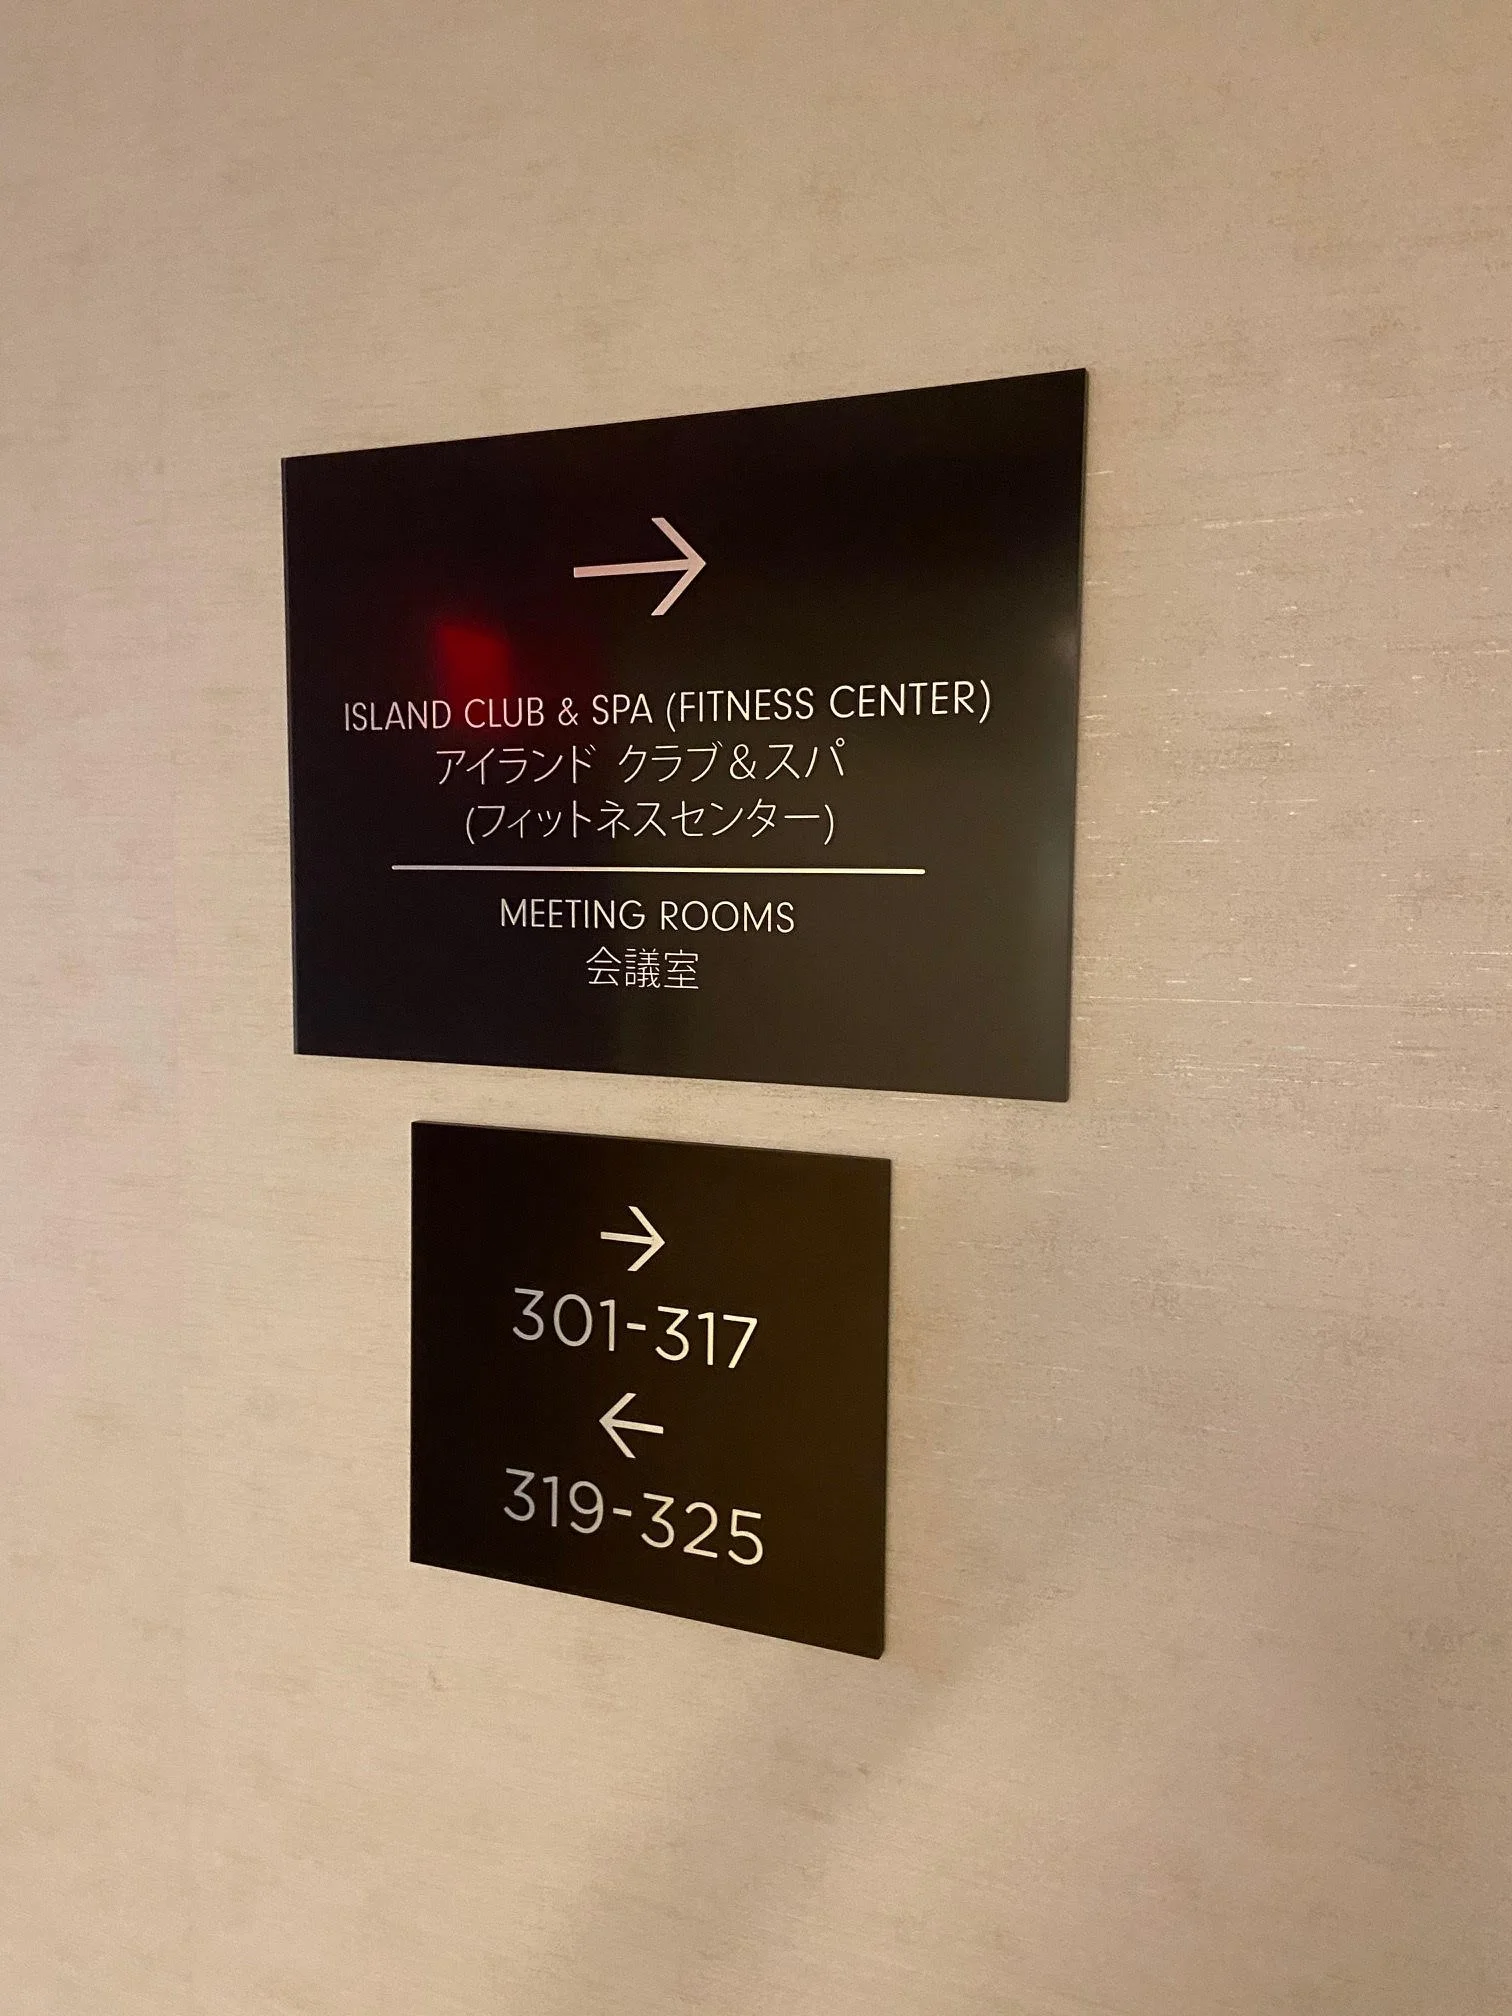 →
ISLAND CLUB & SPA (FITNESS CENTER)
アイランド クラブ&スパ
(フィットネスセンター)
MEETING ROOMS
会議室
→
301-317
←
319-325